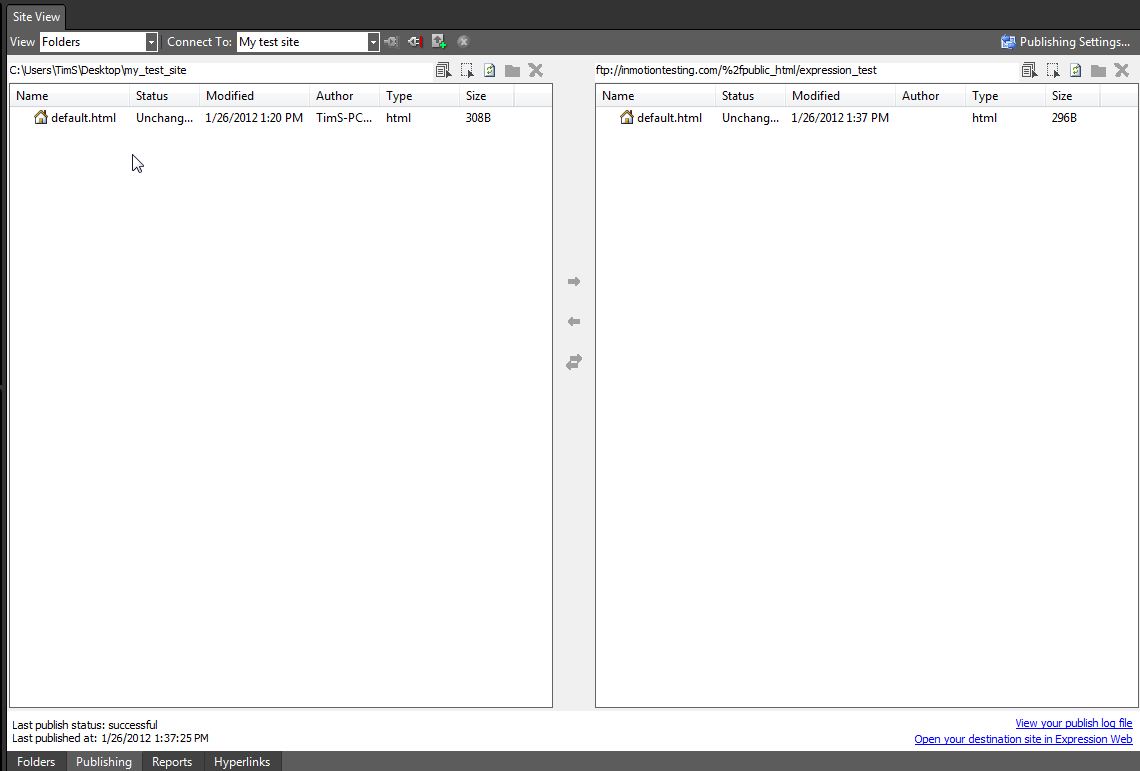 Site View
View Folders Connect To: My test site Publishing Settings...
C:\Users\TimS\Desktop\my_test_site ftp://inmotiontesting.com/%2fpublic_html/expression_test
Name Status Modified Author Type Size Name Status Modified Author Type Size
default.html Unchang... 1/26/2012 1:20 PM TimS-PC... html 308B default.html Unchang... 1/26/2012 1:37 PM html 296B
Last publish status: successful View your publish log file
Last published at: 1/26/2012 1:37:25 PM Open your destination site in Expression Web
Folders Publishing Reports Hyperlinks